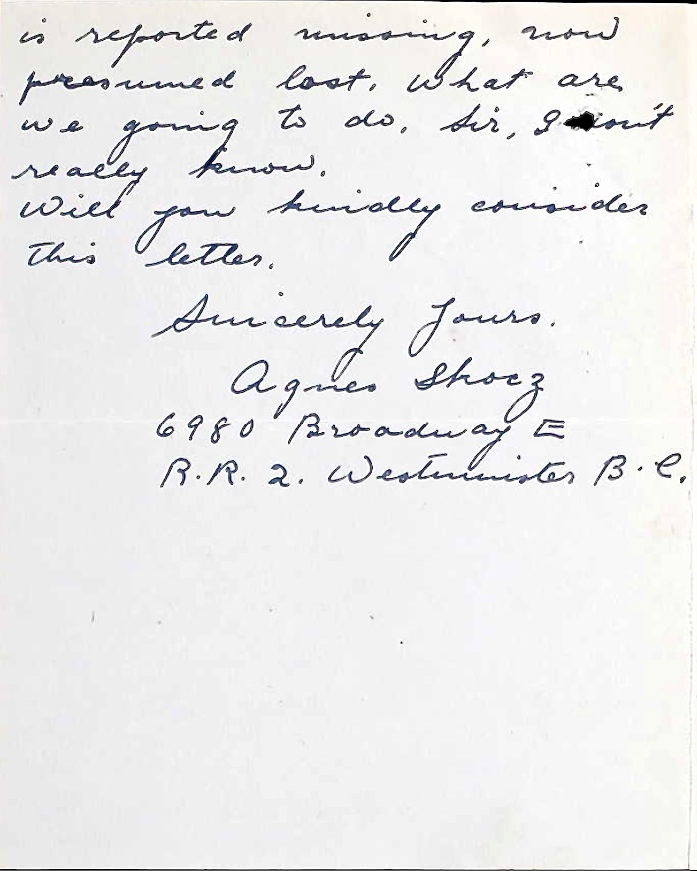 is reported missing, now
presumed lost. What are
we going to do, Sir, I don't
really know.
Will you kindly consider
this letter.
Sincerely Yours.
Agnes Skocz
6980 Broadway E
R.R. 2. Westminister B.C.